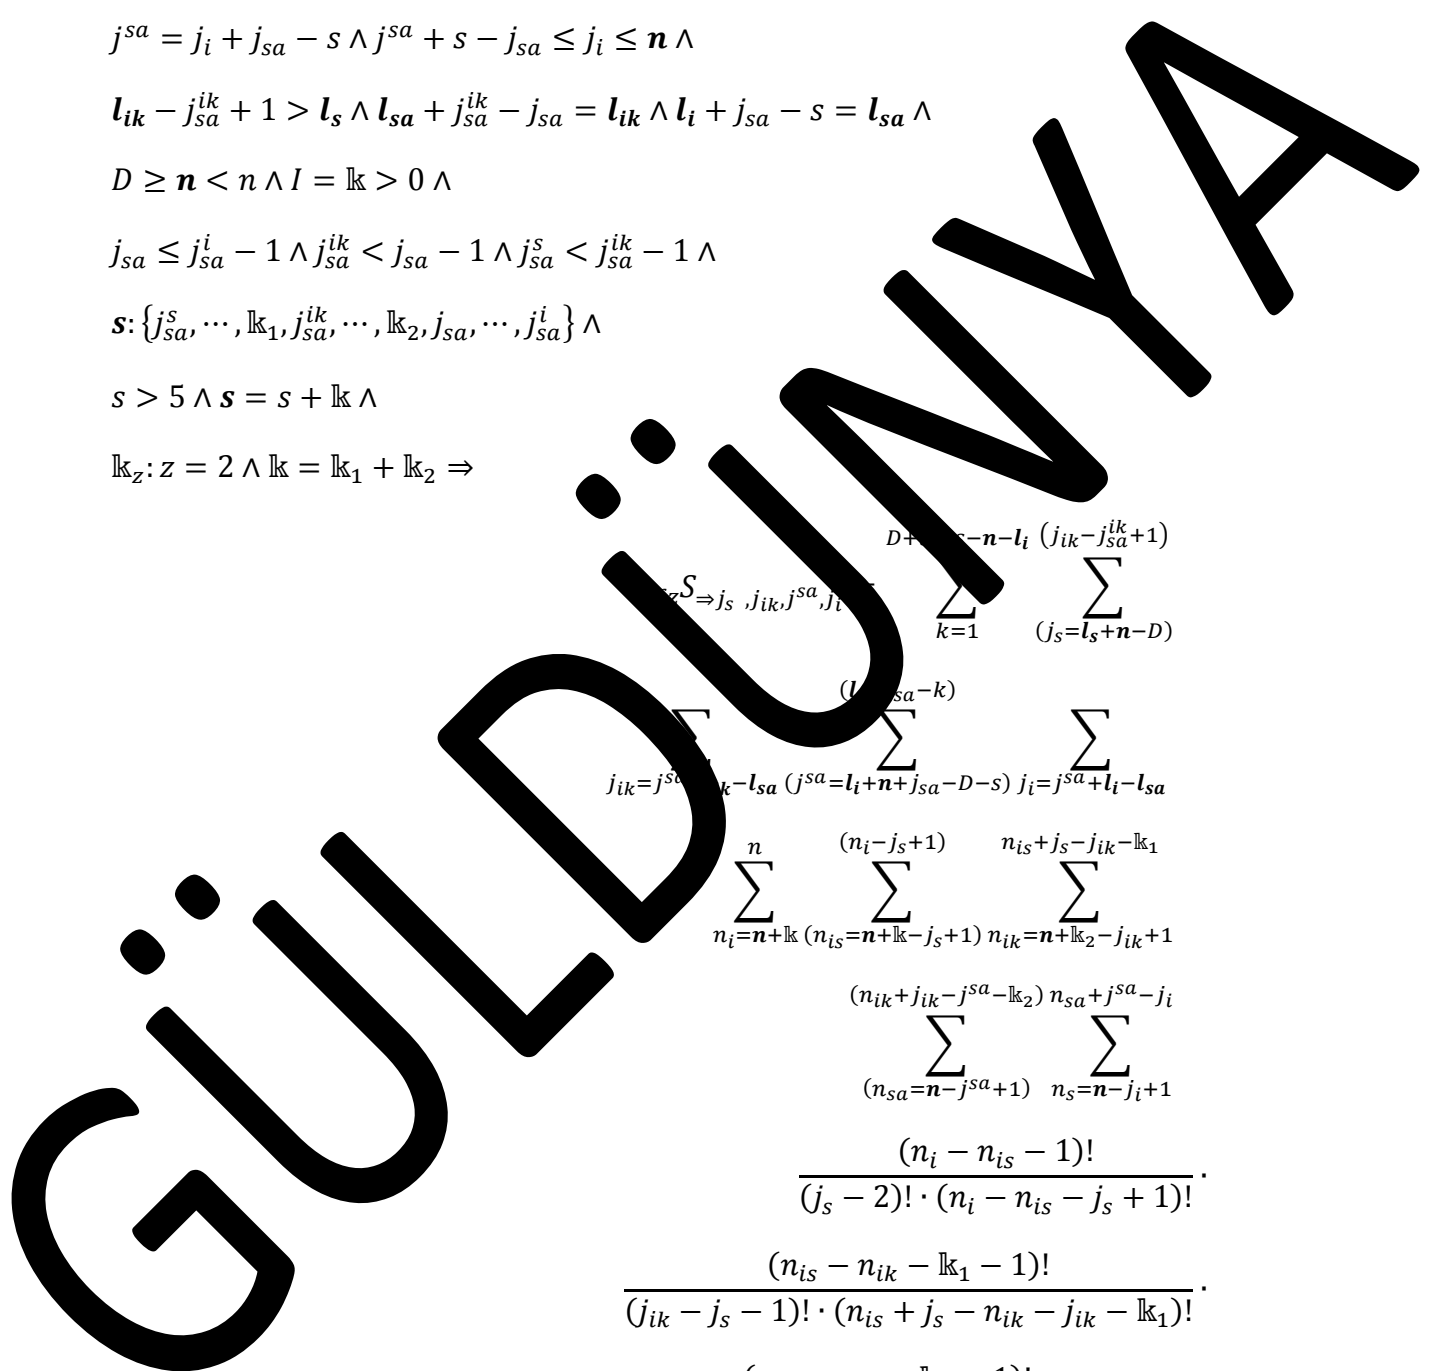 j^{sa} = j_i + j_{sa} − s ∧ j^{sa} + s − j_{sa} ≤ j_i ≤ 𝒏 ∧
𝒍_{𝒊𝒌} − j_{sa}^{ik} + 1 > 𝒍_𝒔 ∧ 𝒍_{𝒔𝒂} + j_{sa}^{ik} − j_{sa} = 𝒍_{𝒊𝒌} ∧ 𝒍_𝒊 + j_{sa} − s = 𝒍_{𝒔𝒂} ∧
D ≥ 𝒏 < n ∧ I = 𝕜 > 0 ∧
j_{sa} ≤ j_{sa}^{i} − 1 ∧ j_{sa}^{ik} < j_{sa} − 1 ∧ j_{sa}^{s} < j_{sa}^{ik} − 1 ∧
𝒔: {j_{sa}^{s}, ⋯, 𝕜_1, j_{sa}^{ik}, ⋯, 𝕜_2, j_{sa}, ⋯, j_{sa}^{i}} ∧
s > 5 ∧ 𝒔 = s + 𝕜 ∧
𝕜_z: z = 2 ∧ 𝕜 = 𝕜_1 + 𝕜_2 ⇒
S_{⇒j_s, j_{ik}, j^{sa}, j_i} ∑_{k=1}^{−𝒏−𝒍_𝒊} ∑_{(j_s=𝒍_𝒔+𝒏−D)}^{(j_{ik}−j_{sa}^{ik}+1)}
∑ ∑_{(j^{sa}=𝒍_𝒊+𝒏+j_{sa}−D−s)} ∑_{j_i=j^{sa}+𝒍_𝒊−𝒍_{𝒔𝒂}}
∑_{n_i=𝒏+𝕜}^{n} ∑_{(n_{is}=𝒏+𝕜−j_s+1)}^{(n_i−j_s+1)} ∑_{n_{ik}=𝒏+𝕜_2−j_{ik}+1}^{n_{is}+j_s−j_{ik}−𝕜_1}
∑_{(n_{sa}=𝒏−j^{sa}+1)}^{(n_{ik}+j_{ik}−j^{sa}−𝕜_2)} ∑_{n_s=𝒏−j_i+1}^{n_{sa}+j^{sa}−j_i}
(n_i − n_{is} − 1)!
(j_s − 2)! · (n_i − n_{is} − j_s + 1)! ·
(n_{is} − n_{ik} − 𝕜_1 − 1)!
(j_{ik} − j_s − 1)! · (n_{is} + j_s − n_{ik} − j_{ik} − 𝕜_1)! ·
GÜLDÜNYA